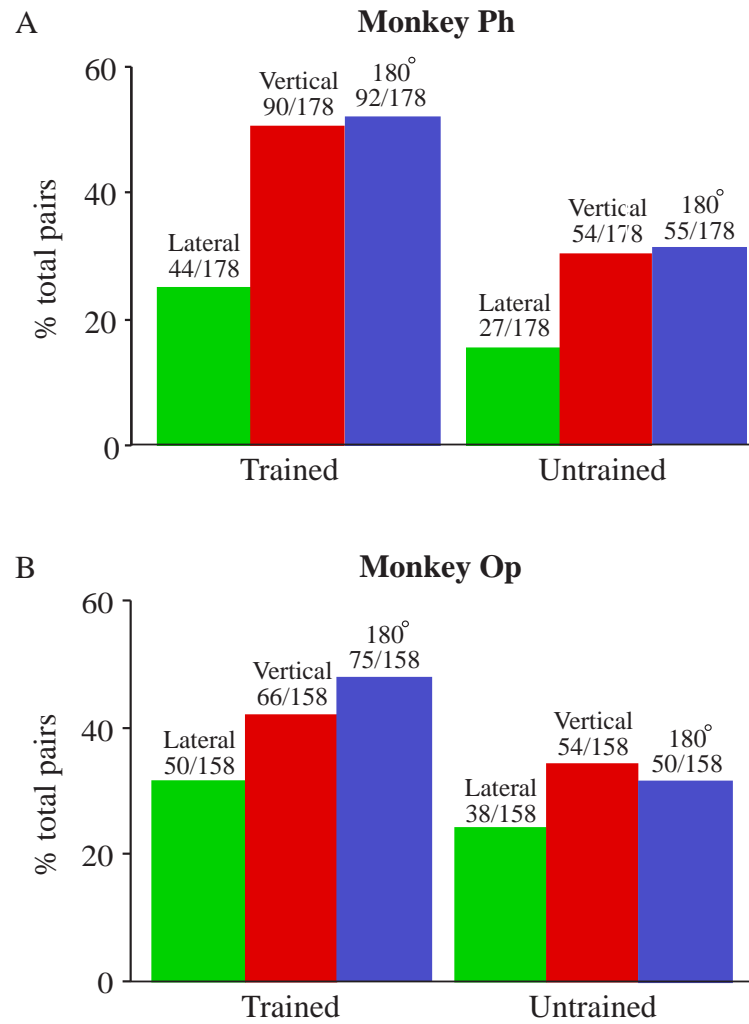 A
Monkey Ph
% total pairs
60
40
20
0
Lateral
44/178
Vertical
90/178
180°
92/178
Lateral
27/178
Vertical
54/178
180°
55/178
Trained
Untrained
B
Monkey Op
% total pairs
60
40
20
0
Lateral
50/158
Vertical
66/158
180°
75/158
Lateral
38/158
Vertical
54/158
180°
50/158
Trained
Untrained